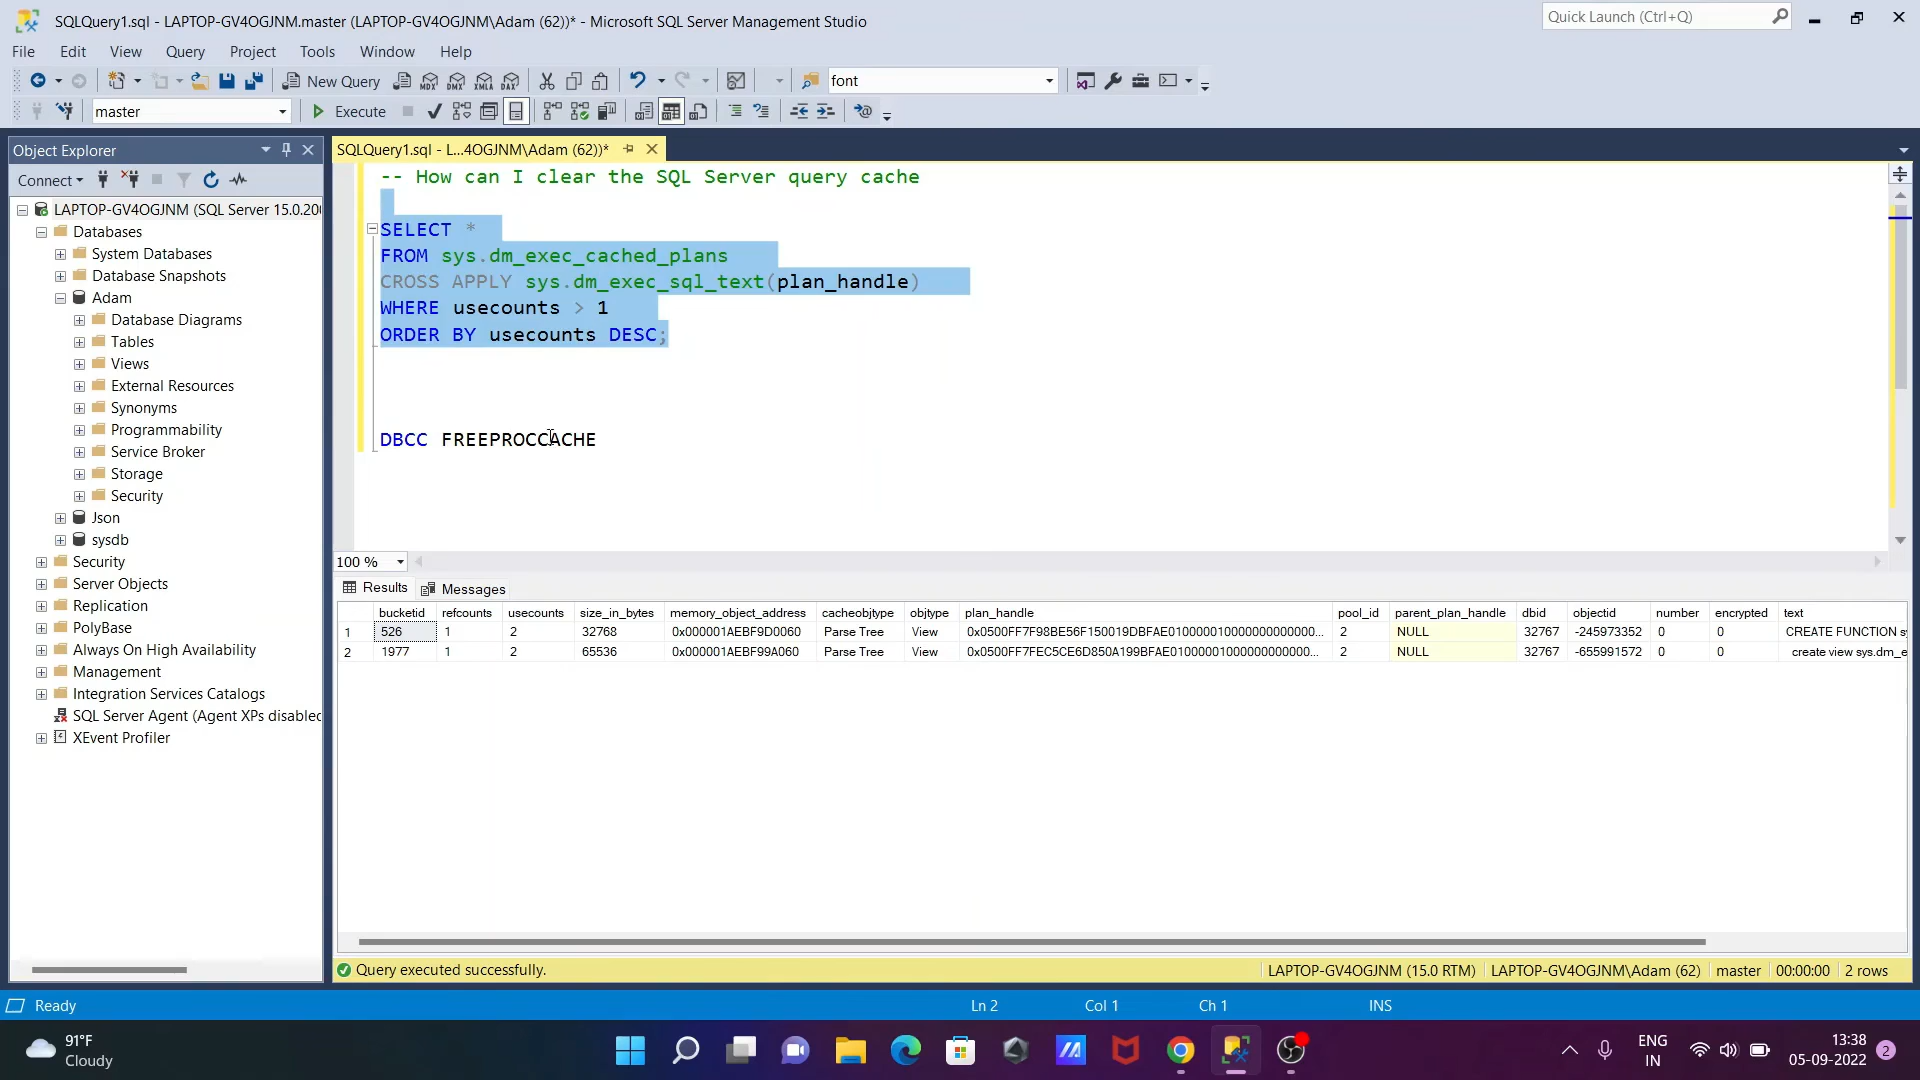 SQLQuery1.sql - LAPTOP-GV4OGJNM.master (LAPTOP-GV4OGJNM\Adam (62))* - Microsoft SQL Server Management Studio
Quick Launch (Ctrl+Q)
File Edit View Query Project Tools Window Help
New Query
MDX DMX XMLA DAX
font
master
Execute
Object Explorer
Connect
LAPTOP-GV4OGJNM (SQL Server 15.0.200
Databases
System Databases
Database Snapshots
Adam
Database Diagrams
Tables
Views
External Resources
Synonyms
Programmability
Service Broker
Storage
Security
Json
sysdb
Security
Server Objects
Replication
PolyBase
Always On High Availability
Management
Integration Services Catalogs
SQL Server Agent (Agent XPs disabled
XEvent Profiler
SQLQuery1.sql - L...4OGJNM\Adam (62))*
-- How can I clear the SQL Server query cache
SELECT *
FROM sys.dm_exec_cached_plans
CROSS APPLY sys.dm_exec_sql_text(plan_handle)
WHERE usecounts > 1
ORDER BY usecounts DESC;
DBCC FREEPROCCACHE
100 %
Results Messages
bucketid refcounts usecounts size_in_bytes memory_object_address cacheobjtype objtype plan_handle pool_id parent_plan_handle dbid objectid number encrypted text
1 526 1 2 32768 0x000001AEBF9D0060 Parse Tree View 0x0500FF7F98BE56F150019DBFAE01000001000000000000... 2 NULL 32767 -245973352 0 0 CREATE FUNCTION s
2 1977 1 2 65536 0x000001AEBF99A060 Parse Tree View 0x0500FF7FEC5CE6D850A199BFAE01000001000000000000... 2 NULL 32767 -655991572 0 0 create view sys.dm_e
Query executed successfully.
LAPTOP-GV4OGJNM (15.0 RTM) LAPTOP-GV4OGJNM\Adam (62) master 00:00:00 2 rows
Ready
Ln 2 Col 1 Ch 1 INS
91°F
Cloudy
ENG
IN
13:38
05-09-2022
2